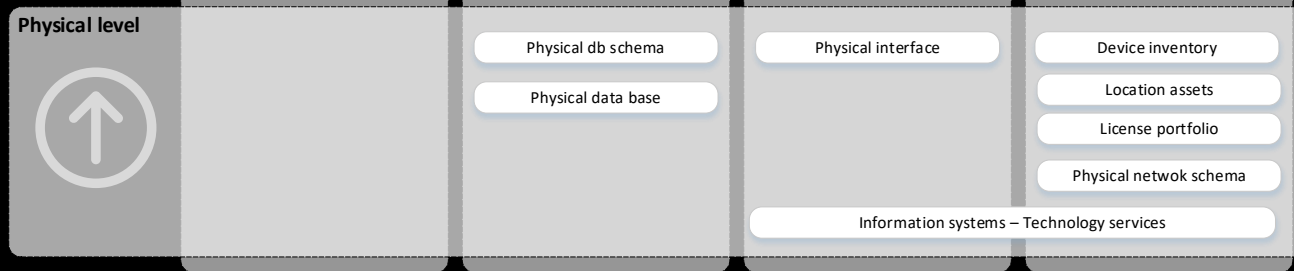 Physical level
Physical db schema
Physical data base
Physical interface
Device inventory
Location assets
License portfolio
Physical netwok schema
Information systems – Technology services